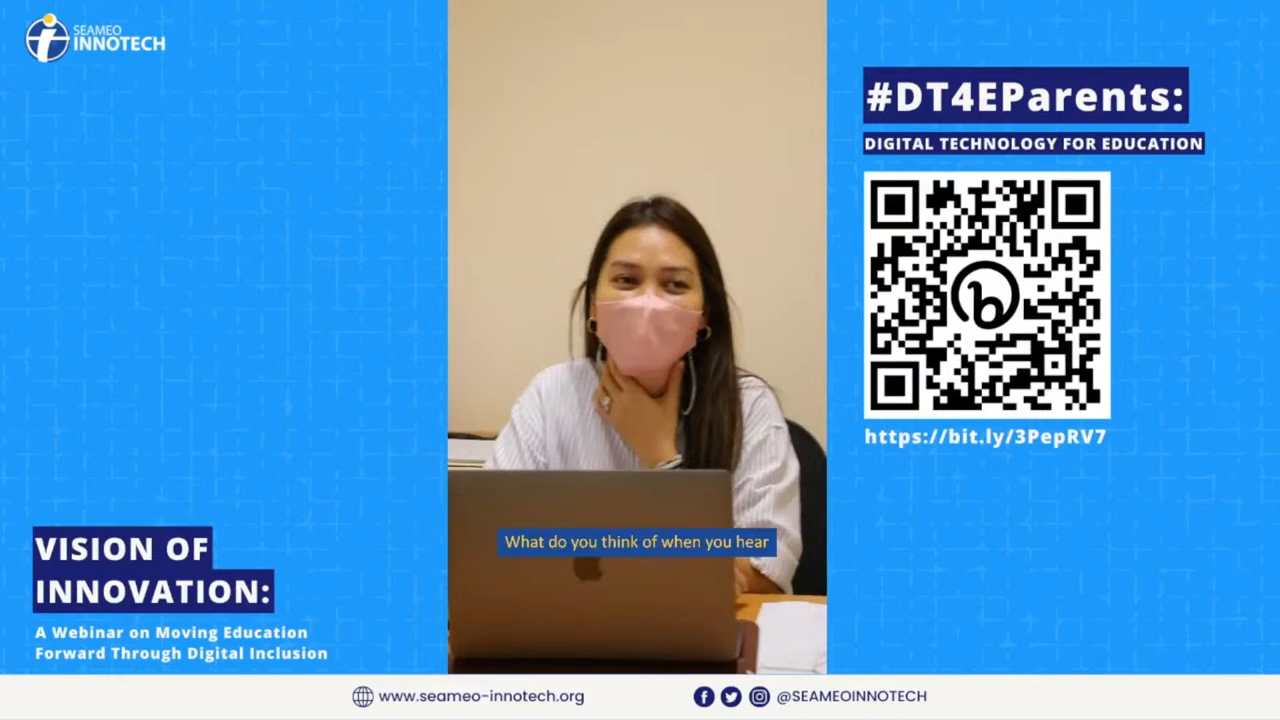 SEAMEO
INNOTECH
#DT4EParents:
DIGITAL TECHNOLOGY FOR EDUCATION
https://bit.ly/3PepRV7
What do you think of when you hear
VISION OF
INNOVATION:
A Webinar on Moving Education
Forward Through Digital Inclusion
www.seameo-innotech.org
@SEAMEOINNOTECH